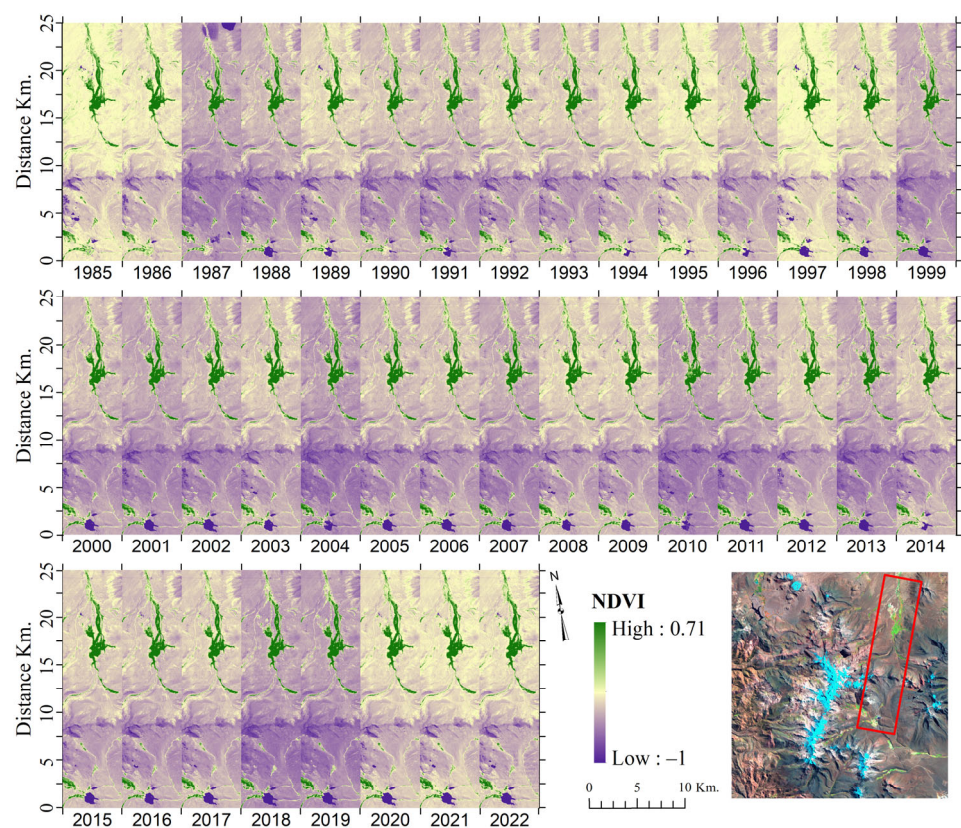 25
20
15
10
5
0
Distance Km.
1985 1986 1987 1988 1989 1990 1991 1992 1993 1994 1995 1996 1997 1998 1999
25
20
15
10
5
0
Distance Km.
2000 2001 2002 2003 2004 2005 2006 2007 2008 2009 2010 2011 2012 2013 2014
25
20
15
10
5
0
Distance Km.
2015 2016 2017 2018 2019 2020 2021 2022
N
NDVI
High : 0.71
Low : −1
0 5 10 Km.